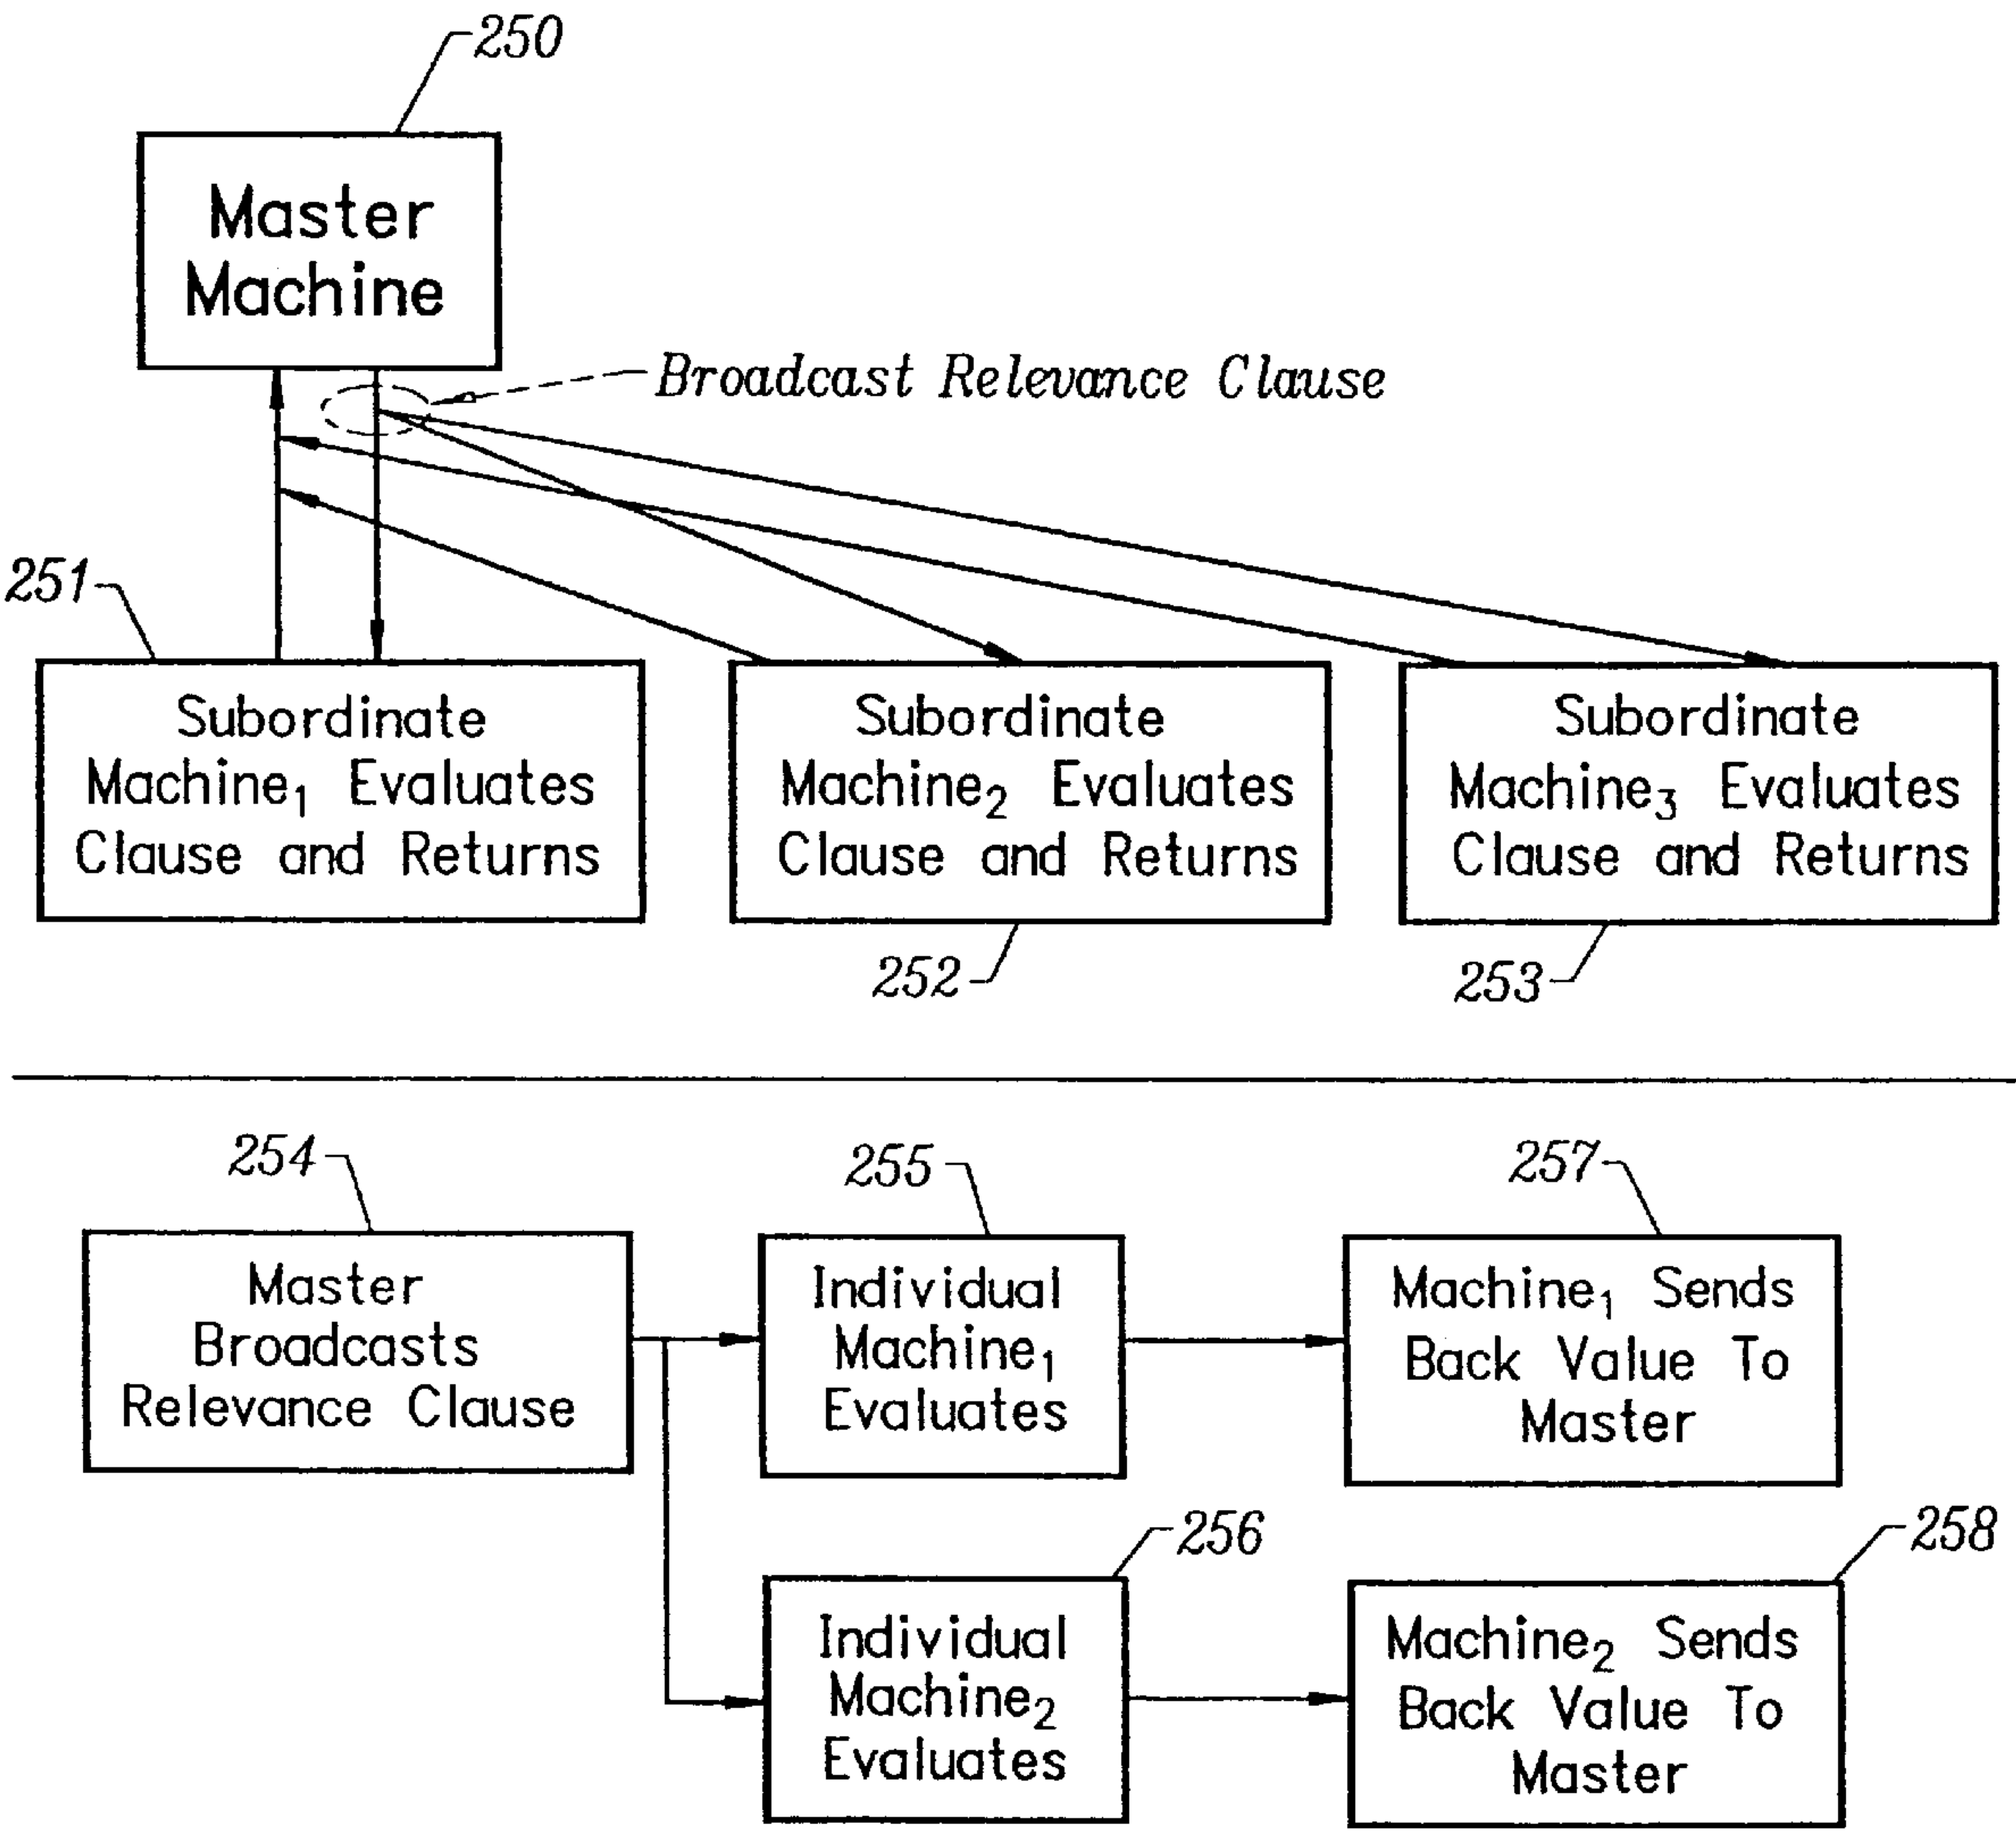 250
Master
Machine
Broadcast Relevance Clause
251
Subordinate
Machine₁ Evaluates
Clause and Returns
Subordinate
Machine₂ Evaluates
Clause and Returns
252
Subordinate
Machine₃ Evaluates
Clause and Returns
253
254
Master
Broadcasts
Relevance Clause
255
Individual
Machine₁
Evaluates
257
Machine₁ Sends
Back Value To
Master
256
Individual
Machine₂
Evaluates
258
Machine₂ Sends
Back Value To
Master